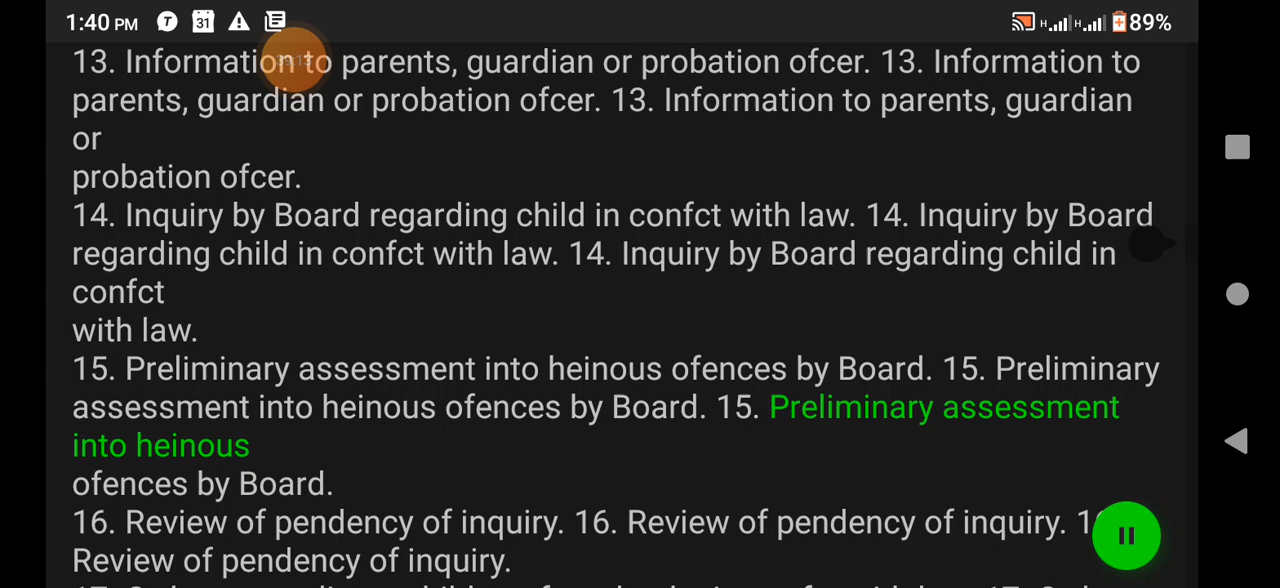 1:40 PM T 31 H H 89%
13. Information to parents, guardian or probation ofcer. 13. Information to
parents, guardian or probation ofcer. 13. Information to parents, guardian
or
probation ofcer.
14. Inquiry by Board regarding child in confct with law. 14. Inquiry by Board
regarding child in confct with law. 14. Inquiry by Board regarding child in
confct
with law.
15. Preliminary assessment into heinous ofences by Board. 15. Preliminary
assessment into heinous ofences by Board. 15. Preliminary assessment
into heinous
ofences by Board.
16. Review of pendency of inquiry. 16. Review of pendency of inquiry.
Review of pendency of inquiry.